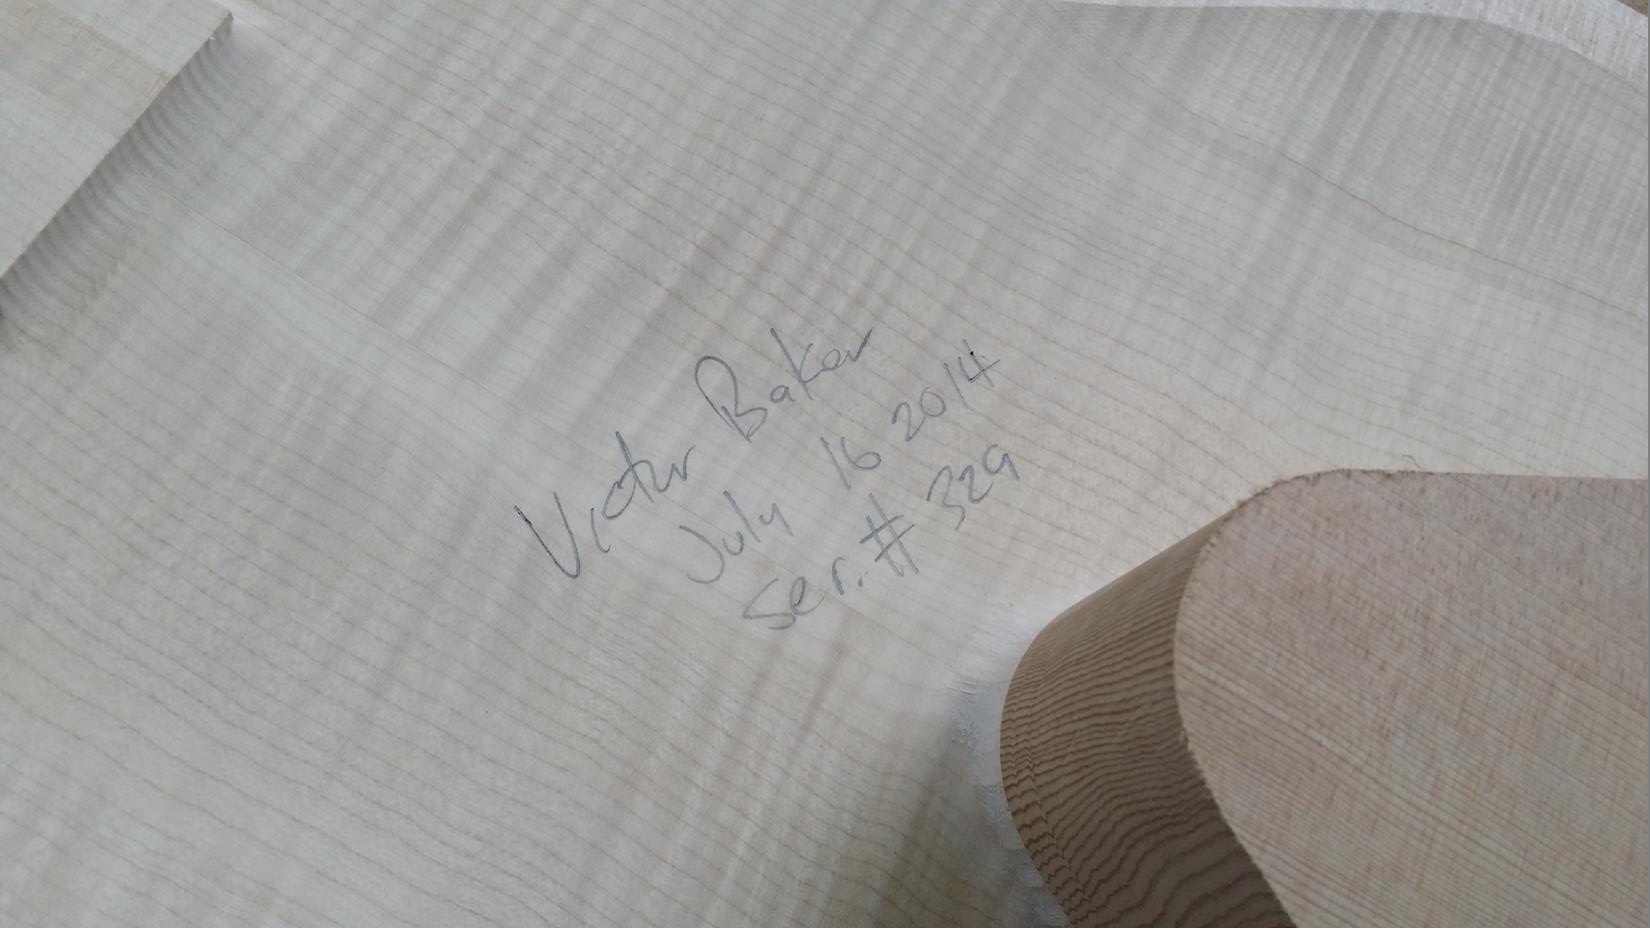 Victor Baker
July 16 2014
Ser. # 329